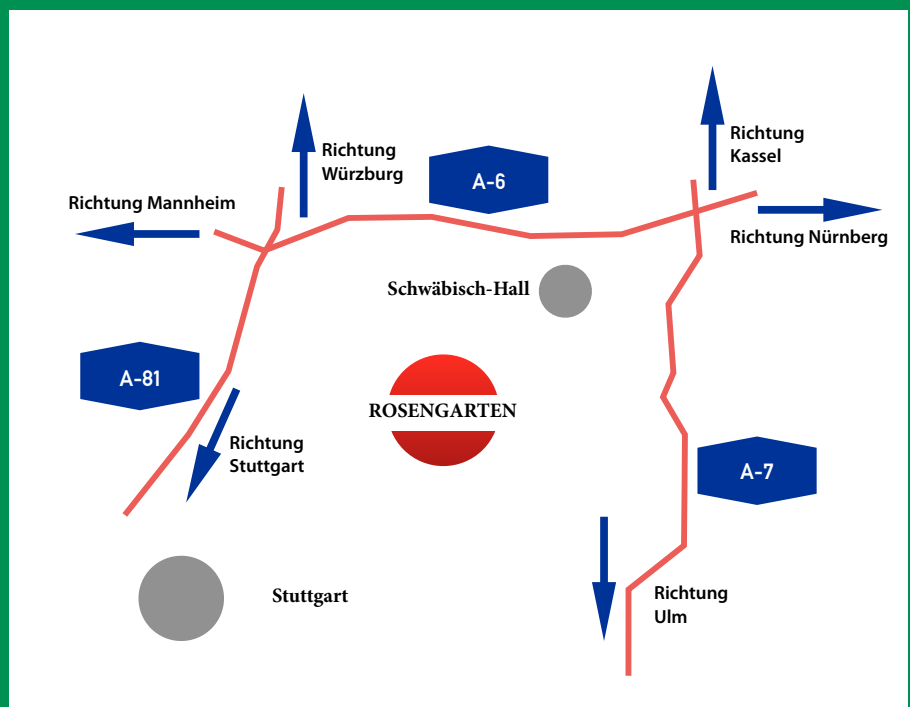 Richtung
Kassel
Richtung
Würzburg
A-6
Richtung Mannheim
Richtung Nürnberg
Schwäbisch-Hall
A-81
ROSENGARTEN
Richtung
Stuttgart
A-7
Stuttgart
Richtung
Ulm